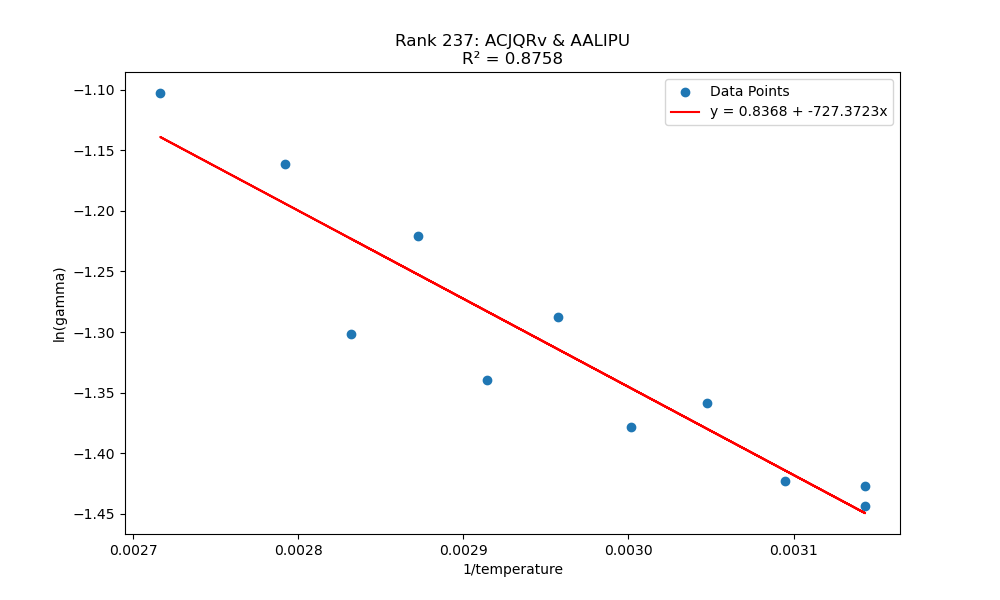 Rank 237: ACJQRv & AALIPU
R² = 0.8758
Data Points
y = 0.8368 + -727.3723x
−1.10
−1.15
−1.20
−1.25
−1.30
−1.35
−1.40
−1.45
ln(gamma)
0.0027
0.0028
0.0029
0.0030
0.0031
1/temperature